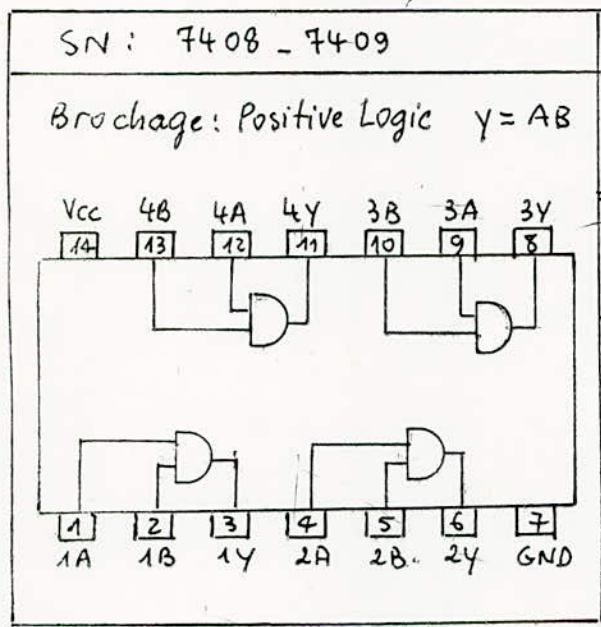 SN: 7408 - 7409
Brochage: Positive Logic y = AB
Vcc 4B 4A 4Y 3B 3A 3Y
14 13 12 11 10 9 8
1 2 3 4 5 6 7
1A 1B 1Y 2A 2B 2Y GND